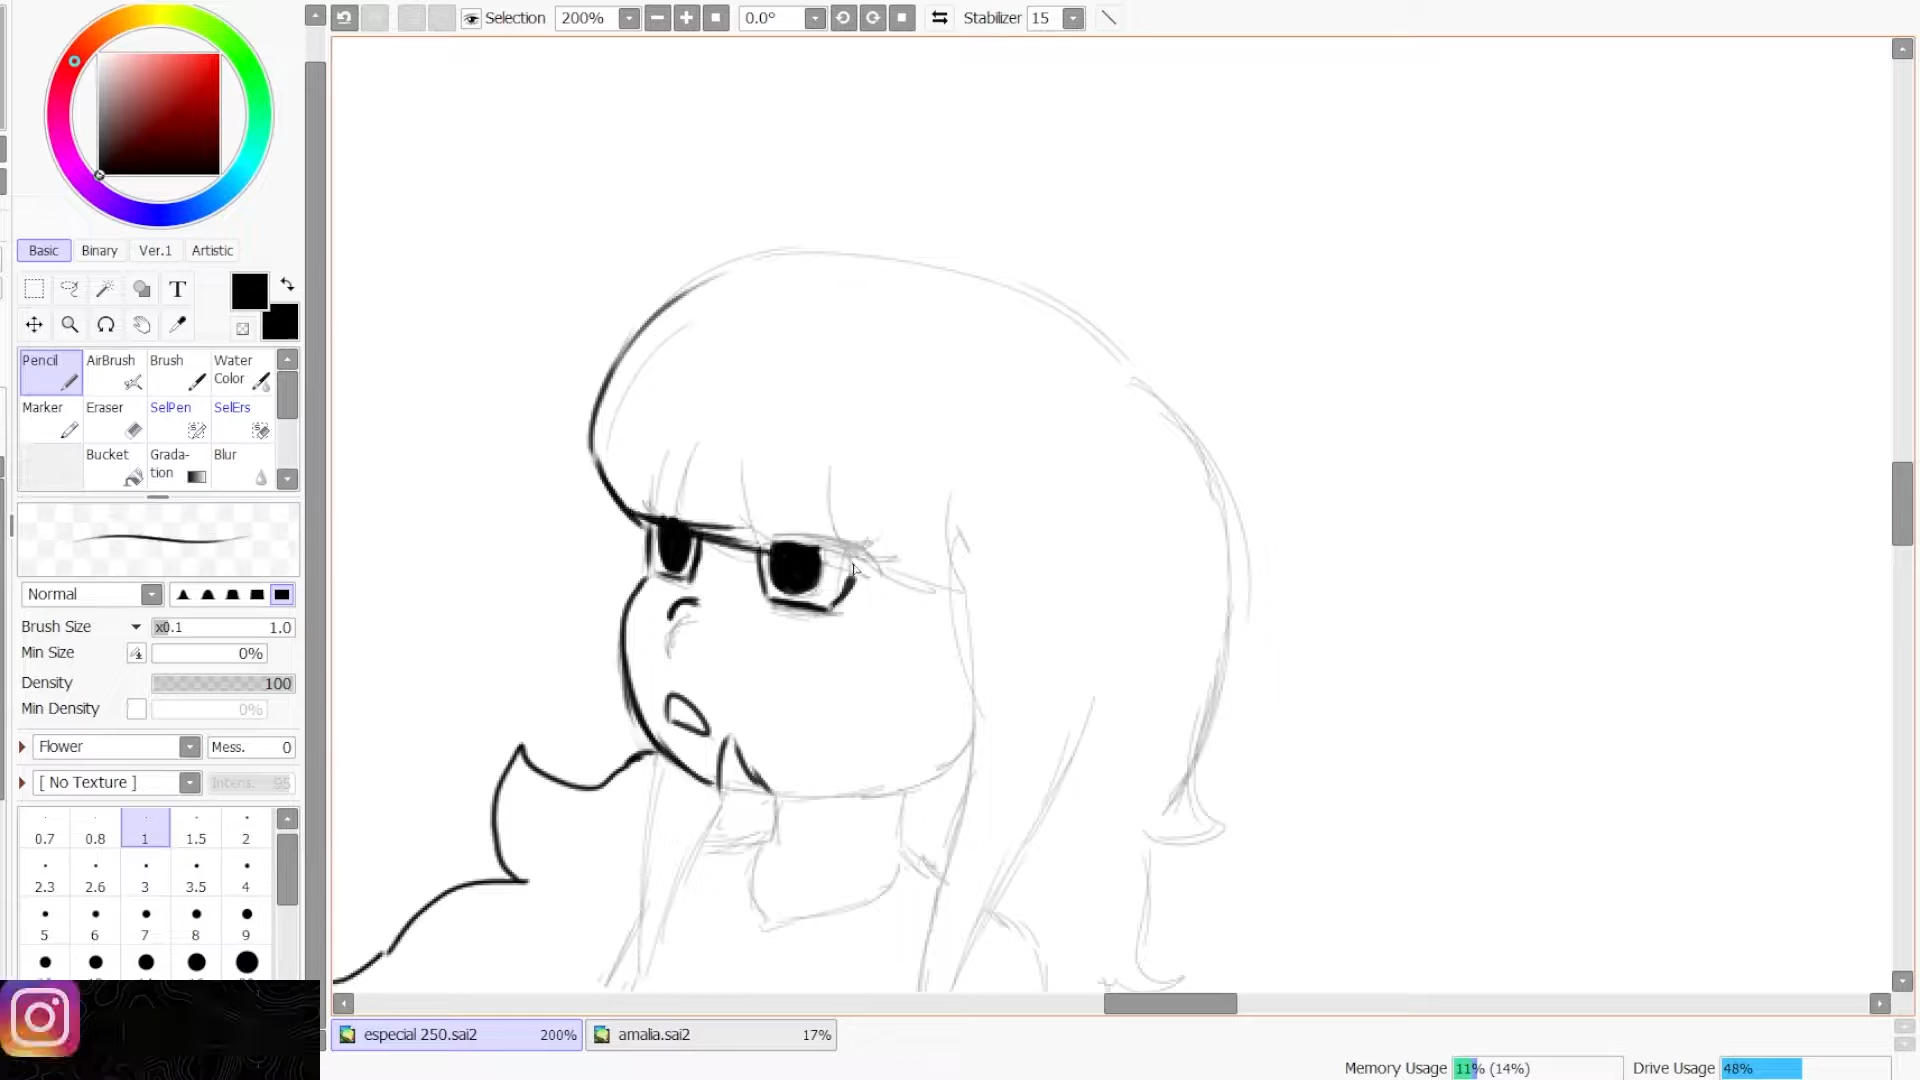 Selection 200% 0.0° Stabilizer 15
Basic Binary Ver.1 Artistic
T
Pencil AirBrush Brush Water Color
Marker Eraser SelPen SelErs
Bucket Grada-tion Blur
Normal
Brush Size x0.1 1.0
Min Size 0%
Density 100
Min Density 0%
Flower Mess. 0
[ No Texture ] Intens. 95
0.7 0.8 1 1.5 2
2.3 2.6 3 3.5 4
5 6 7 8 9
especial 250.sai2 200% amalia.sai2 17%
Memory Usage 11% (14%) Drive Usage 48%